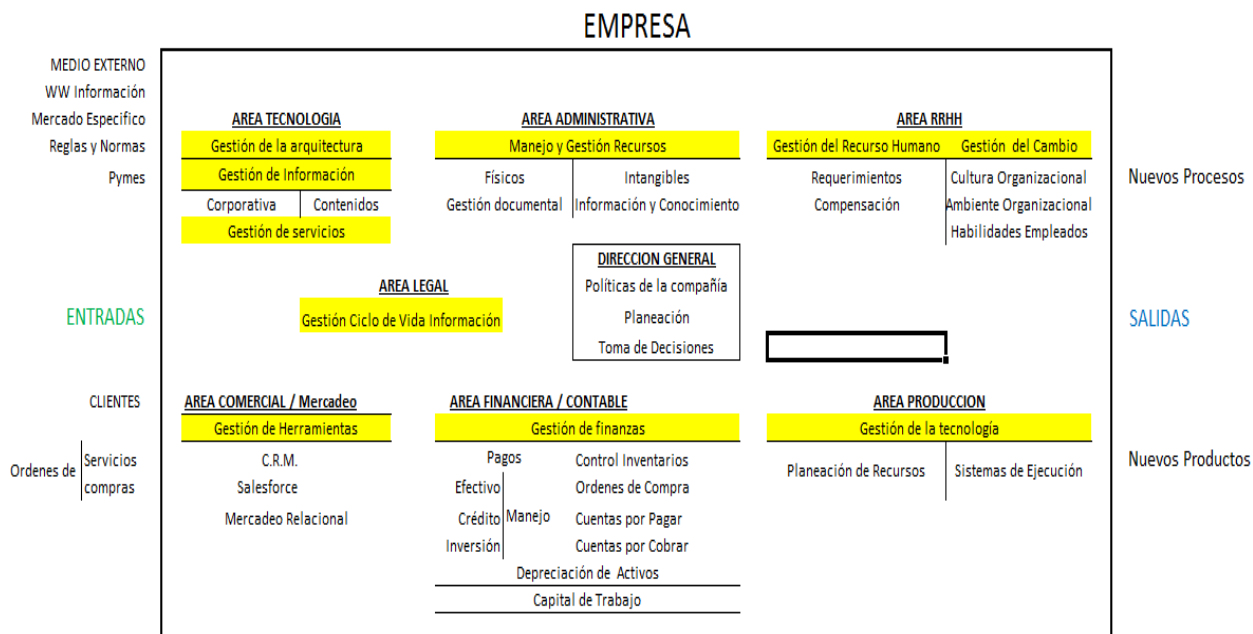 EMPRESA
MEDIO EXTERNO
WW Información
Mercado Especifico
Reglas y Normas
Pymes
ENTRADAS
CLIENTES
Ordenes de
Servicios
compras
AREA TECNOLOGIA
Gestión de la arquitectura
Gestión de Información
Corporativa Contenidos
Gestión de servicios
AREA ADMINISTRATIVA
Manejo y Gestión Recursos
Físicos Intangibles
Gestión documental Información y Conocimiento
AREA RRHH
Gestión del Recurso Humano Gestión del Cambio
Requerimientos Cultura Organizacional
Compensación Ambiente Organizacional
Habilidades Empleados
AREA LEGAL
Gestión Ciclo de Vida Información
DIRECCION GENERAL
Políticas de la compañía
Planeación
Toma de Decisiones
AREA COMERCIAL / Mercadeo
Gestión de Herramientas
C.R.M.
Salesforce
Mercadeo Relacional
AREA FINANCIERA / CONTABLE
Gestión de finanzas
Pagos Control Inventarios
Efectivo Ordenes de Compra
Crédito Manejo Cuentas por Pagar
Inversión Cuentas por Cobrar
Depreciación de Activos
Capital de Trabajo
AREA PRODUCCION
Gestión de la tecnología
Planeación de Recursos Sistemas de Ejecución
Nuevos Procesos
SALIDAS
Nuevos Productos